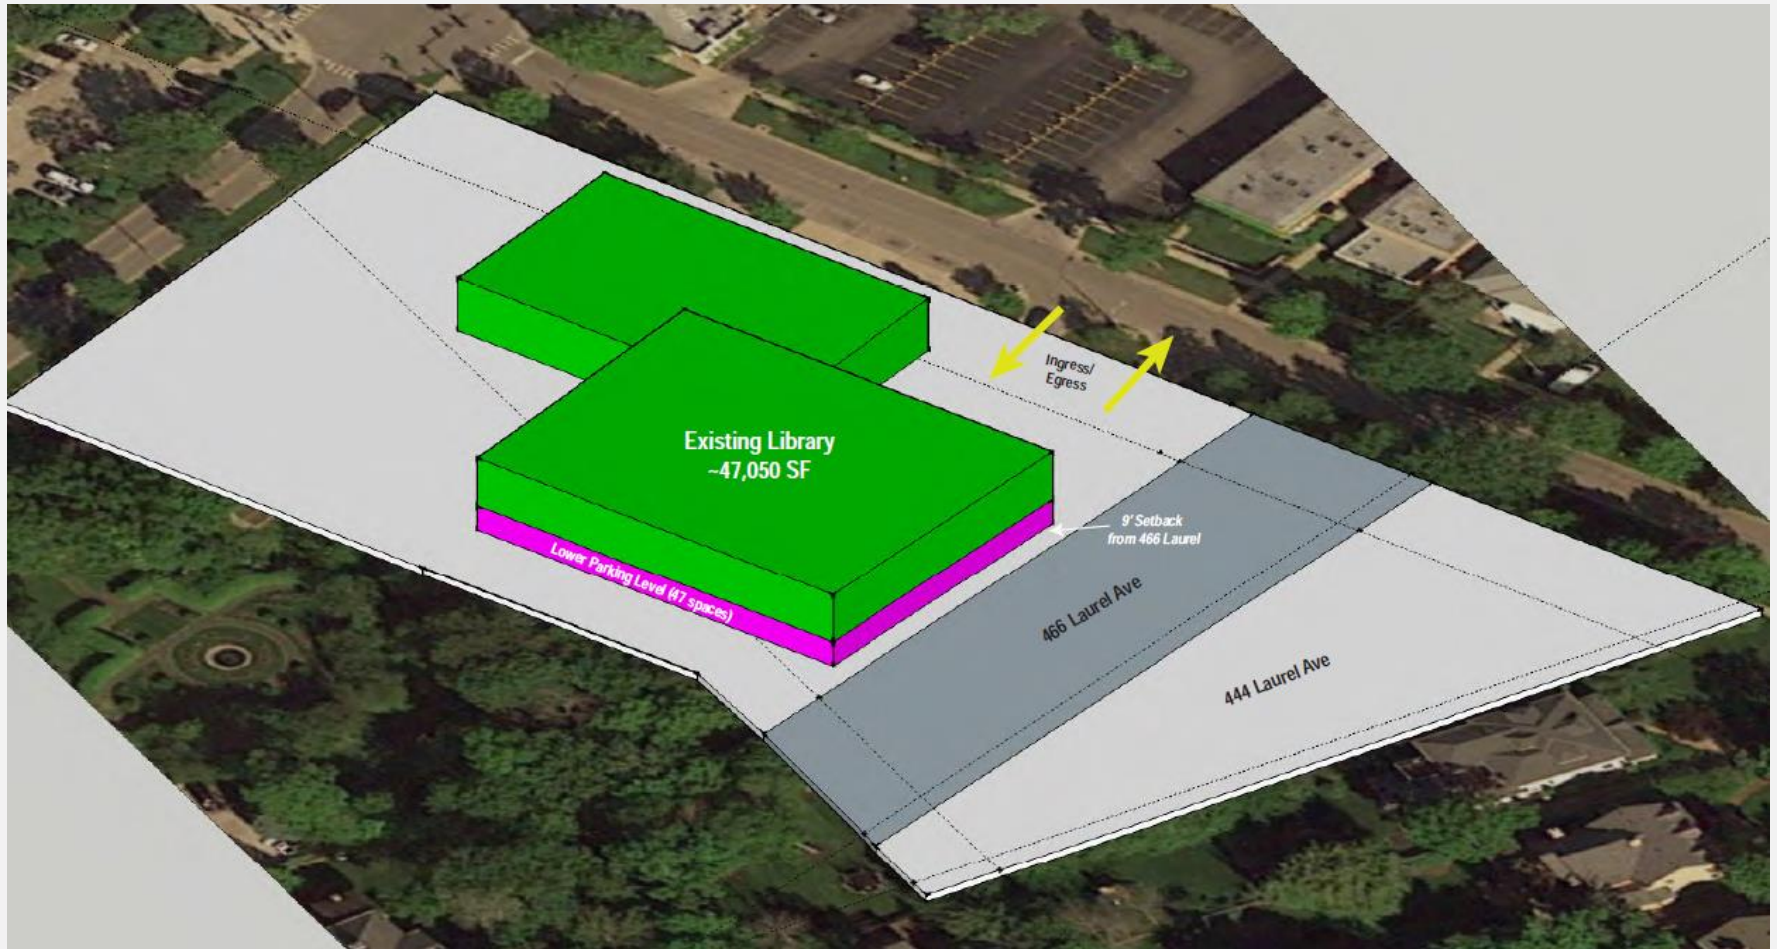 Ingress/
Egress
Existing Library
~47,050 SF
9' Setback
from 466 Laurel
Lower Parking Level (47 spaces)
466 Laurel Ave
444 Laurel Ave